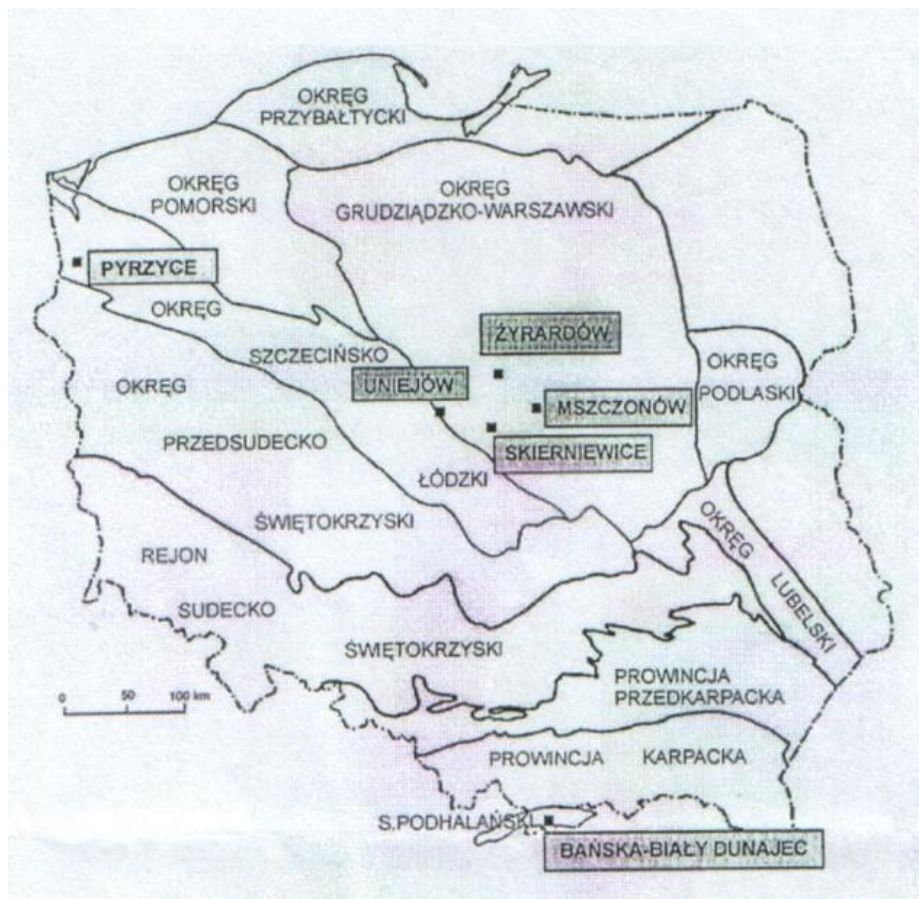 OKRĘG
PRZYBAŁTYCKI
OKRĘG
POMORSKI
OKRĘG
GRUDZIĄDZKO-WARSZAWSKI
PYRZYCE
OKRĘG
SZCZECIŃSKO
ŁÓDZKI
ŻYRARDÓW
UNIEJÓW
MSZCZONÓW
SKIERNIEWICE
OKRĘG
PODLASKI
OKRĘG
PRZEDSUDECKO
ŚWIĘTOKRZYSKI
OKRĘG
LUBELSKI
REJON
SUDECKO
ŚWIĘTOKRZYSKI
PROWINCJA
PRZEDKARPACKA
0 50 100 km
PROWINCJA KARPACKA
S.PODHALAŃSKI
BAŃSKA-BIAŁY DUNAJEC